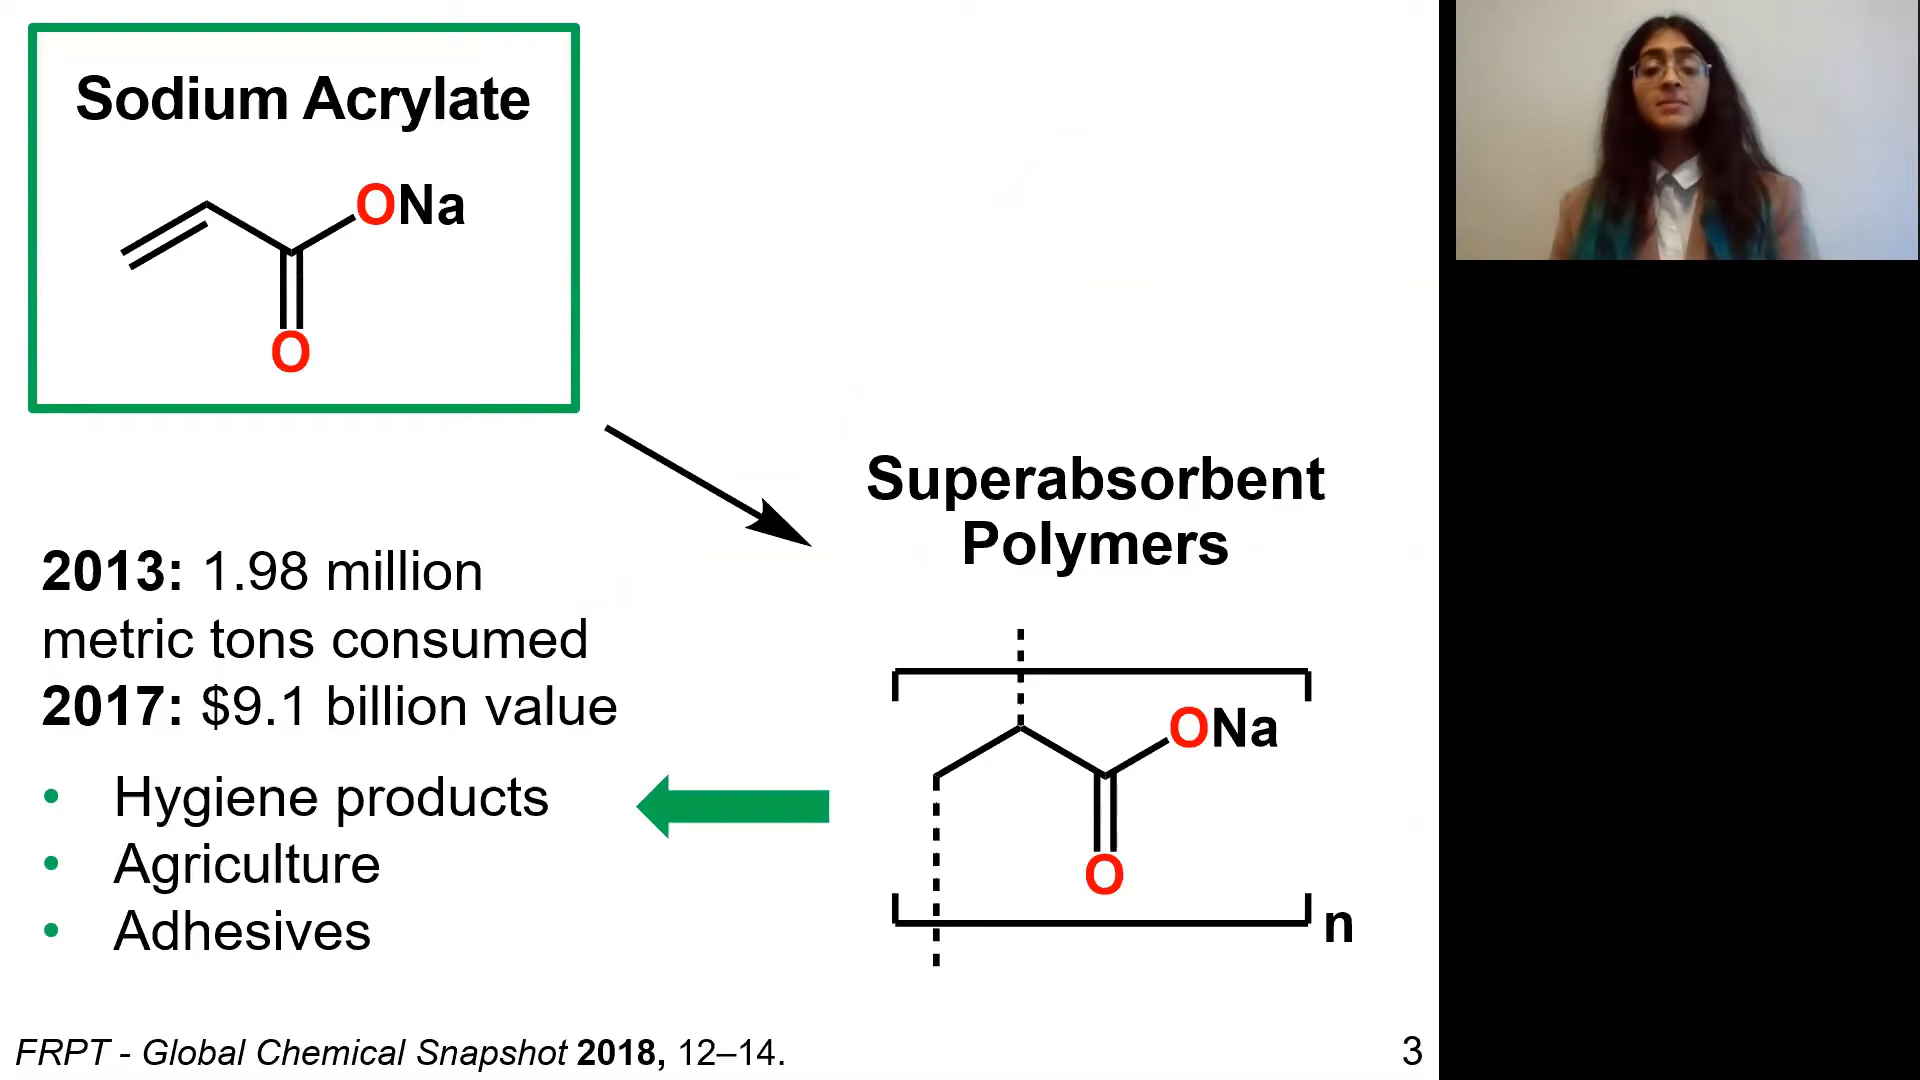 Sodium Acrylate
ONa
O
Superabsorbent
Polymers
2013: 1.98 million
metric tons consumed
2017: $9.1 billion value
• Hygiene products
• Agriculture
• Adhesives
ONa
O
n
FRPT - Global Chemical Snapshot 2018, 12–14.
3